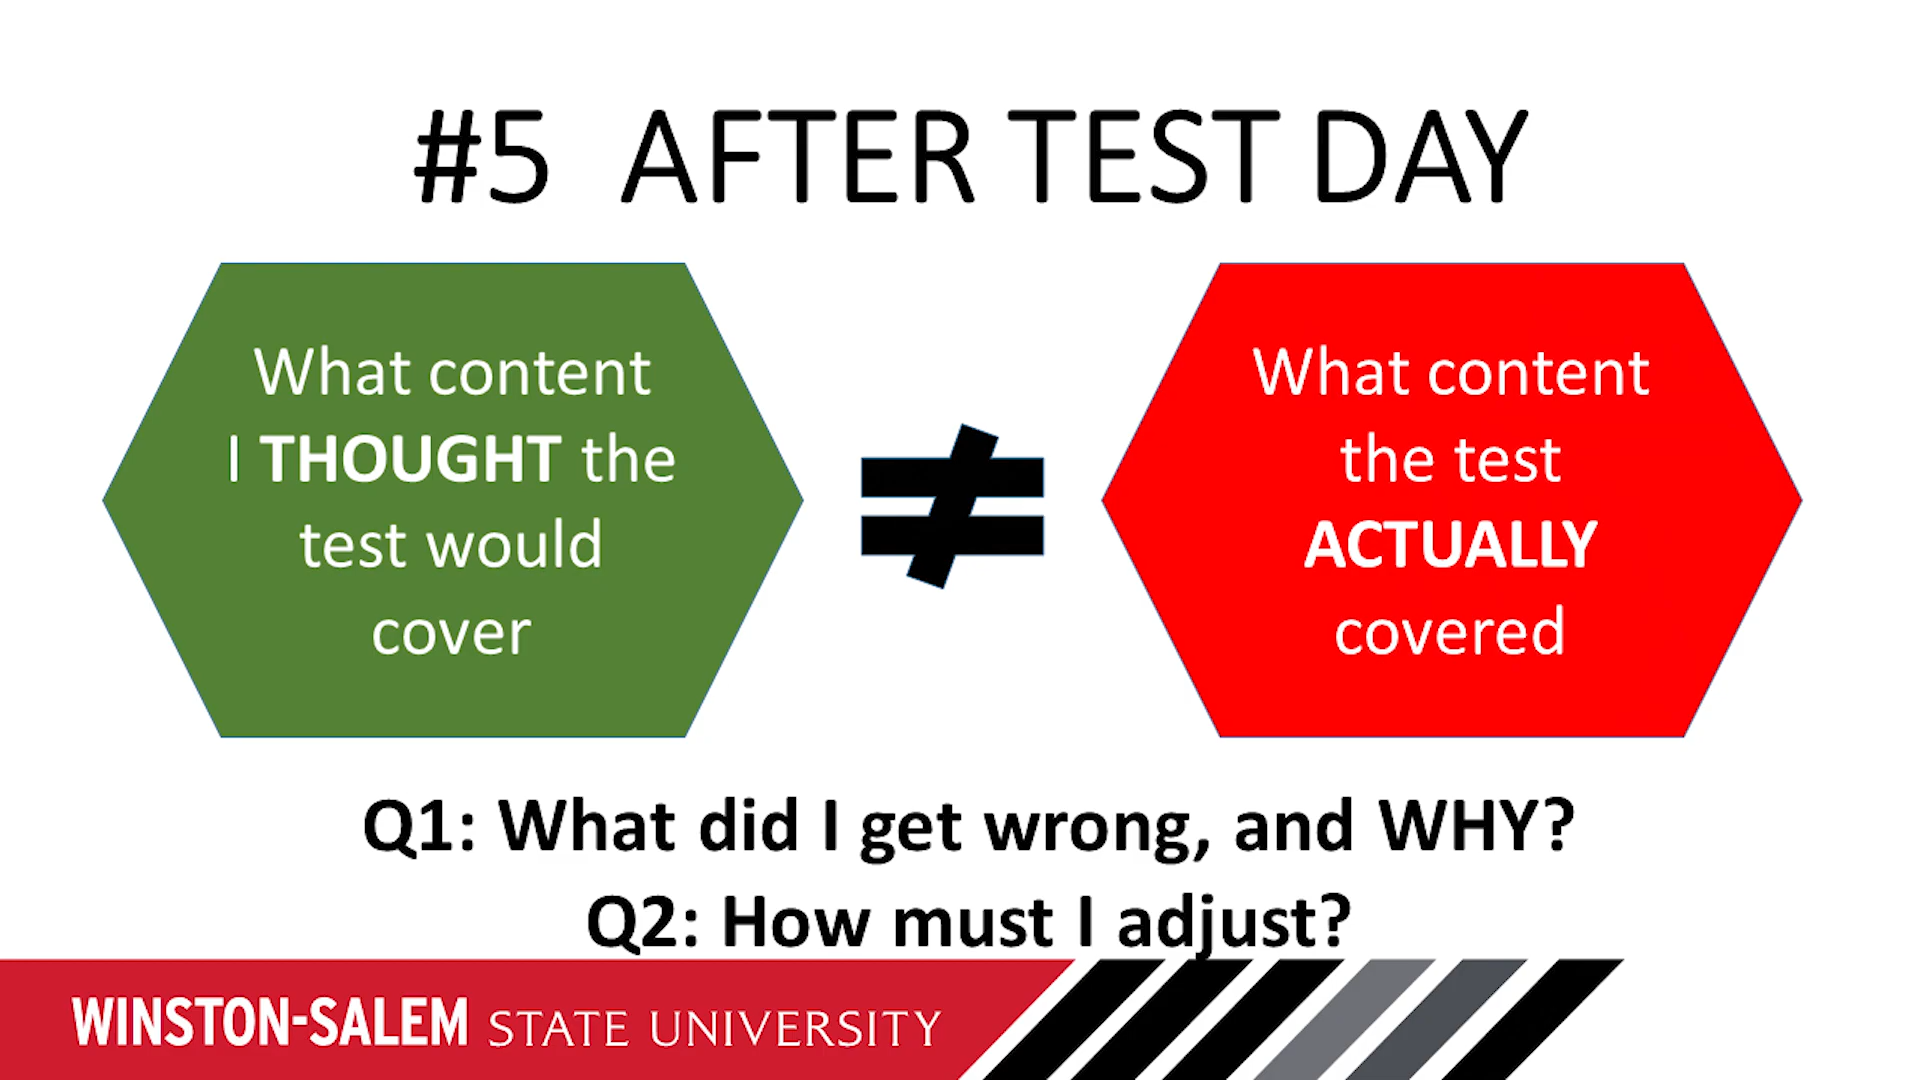 #5 AFTER TEST DAY
What content
I THOUGHT the
test would
cover
≠
What content
the test
ACTUALLY
covered
Q1: What did I get wrong, and WHY?
Q2: How must I adjust?
WINSTON-SALEM STATE UNIVERSITY